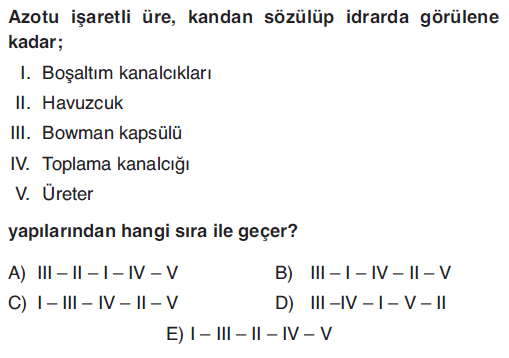 Azotu işaretli üre, kandan sözülüp idrarda görülene
kadar;
I. Boşaltım kanalcıkları
II. Havuzcuk
III. Bowman kapsülü
IV. Toplama kanalcığı
V. Üreter
yapılarından hangi sıra ile geçer?
A) III – II – I – IV – V B) III – I – IV – II – V
C) I – III – IV – II – V D) III –IV – I – V – II
E) I – III – II – IV – V